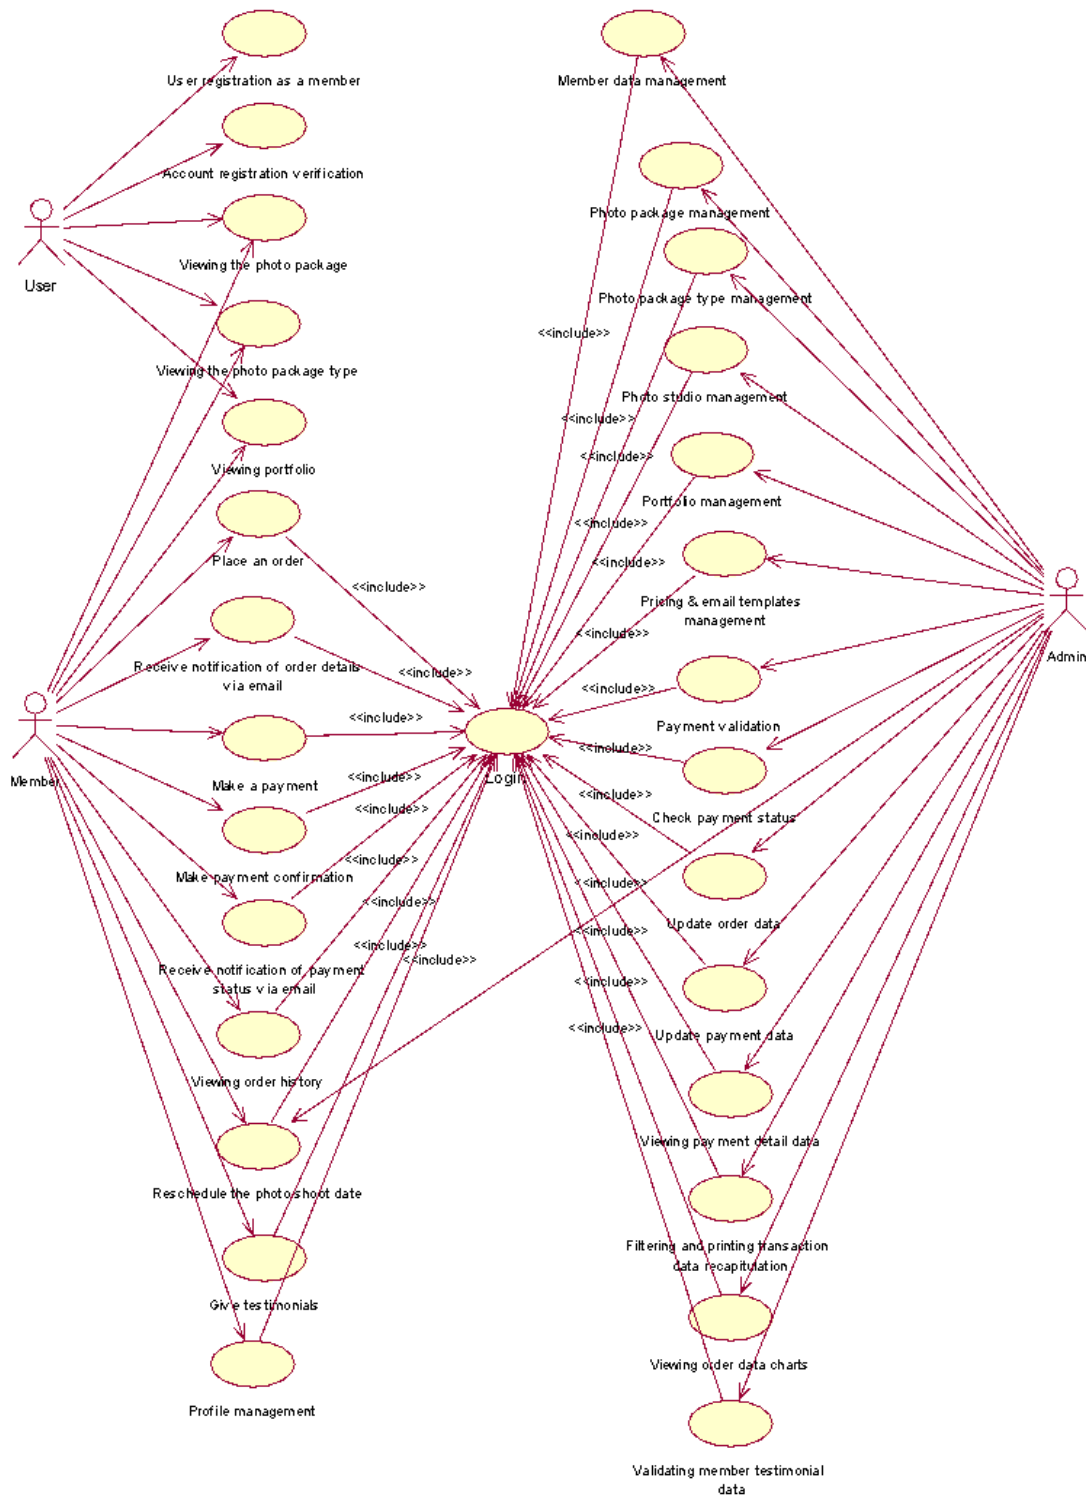 User registration as a member
Member data management
Account registration verification
Photo package management
Viewing the photo package
User
Photo package type management
<<include>>
Viewing the photo package type
Photo studio management
<<include>>
<<include>>
Viewing portfolio
Portfolio management
<<include>>
Place an order
<<include>>
<<include>>
Pricing & email templates
management
<<include>>
Receive notification of order details
via email
<<include>>
Admin
<<include>>
<<include>>
Payment validation
<<include>>
Member
Login
Make a payment
<<include>>
<<include>>
<<include>>
Check payment status
<<include>>
<<include>>
Make payment confirmation
<<include>>
<<include>>
Update order data
<<include>>
<<include>>
<<include>>
Receive notification of payment
status via email
<<include>>
<<include>>
Update payment data
Viewing order history
Viewing payment detail data
Reschedule the photo shoot date
Filtering and printing transaction
data recapitulation
Give testimonials
Viewing order data charts
Profile management
Validating member testimonial
data